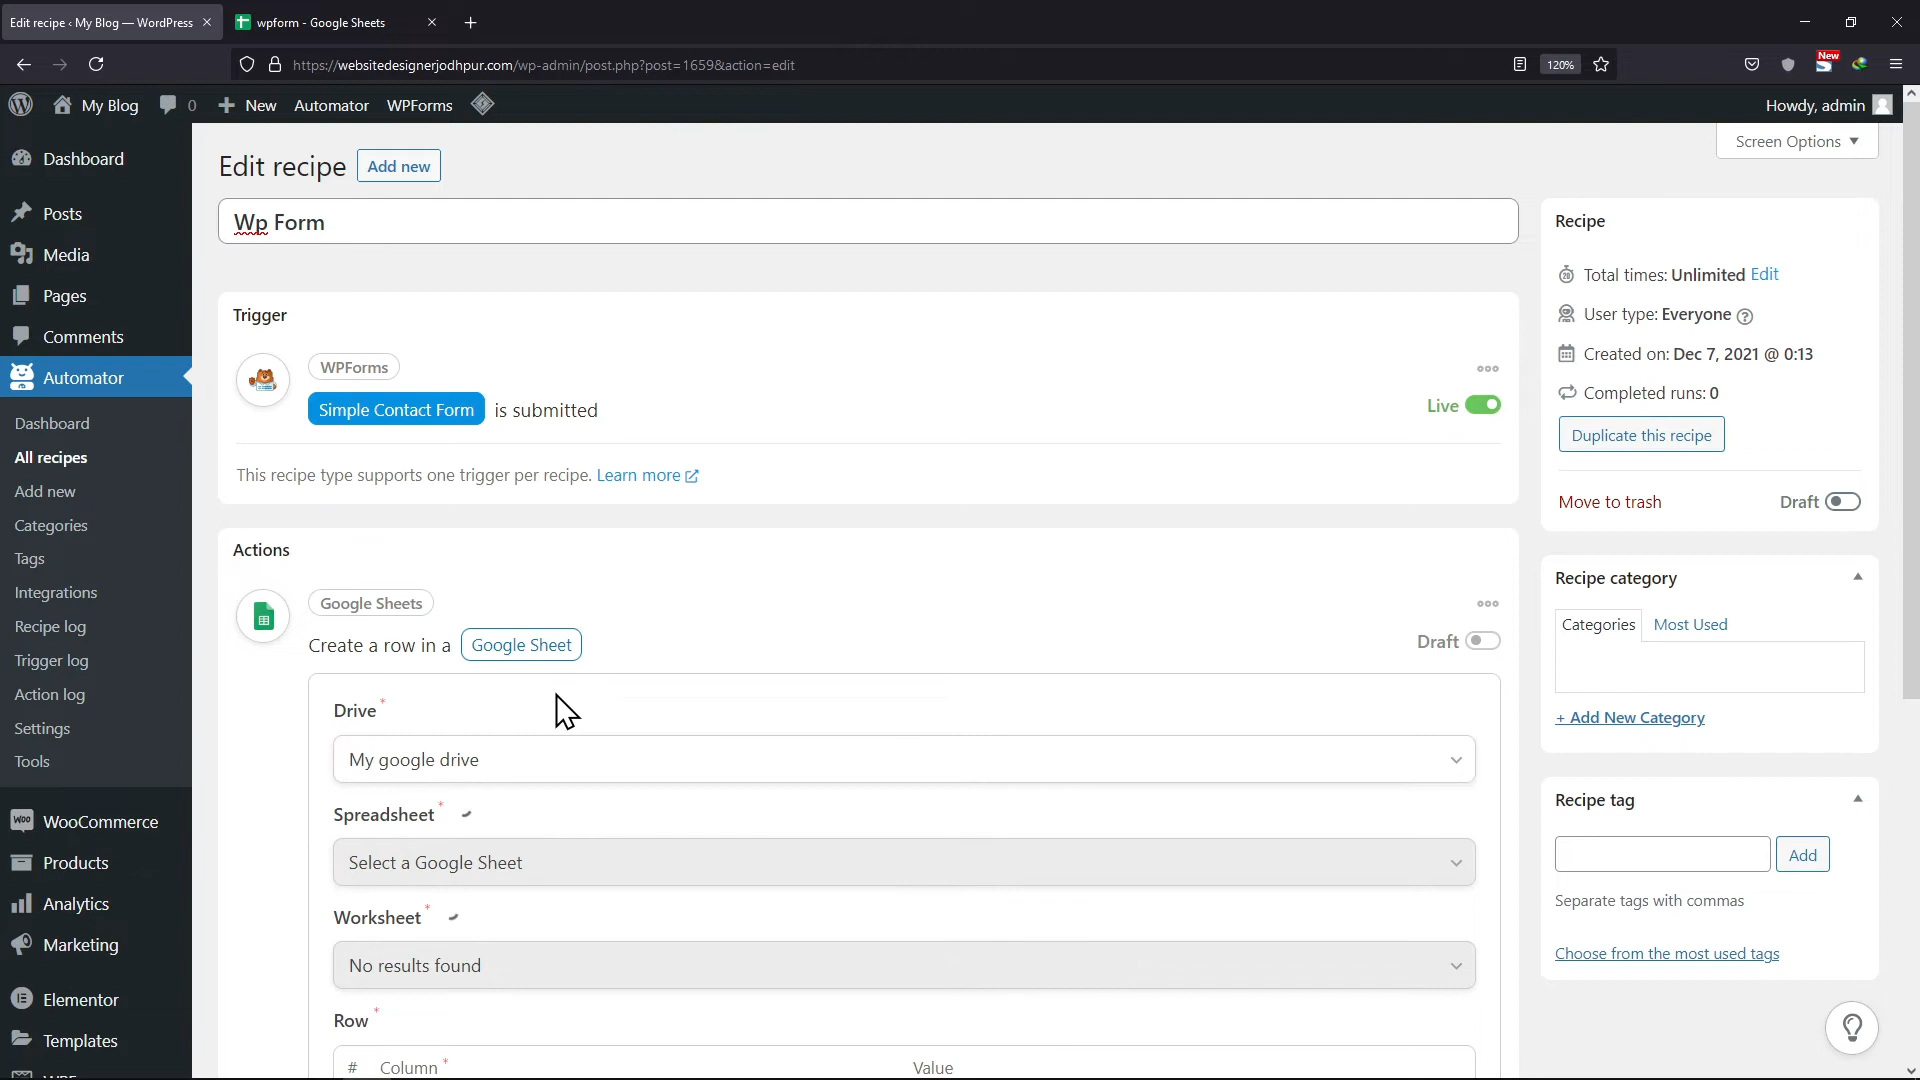 Edit recipe ‹ My Blog — WordPress
wpform - Google Sheets
https://websitedesignerjodhpur.com/wp-admin/post.php?post=1659&action=edit
120%
New
My Blog
0
New
Automator
WPForms
Howdy, admin
Screen Options
Dashboard
Posts
Media
Pages
Comments
Automator
Dashboard
All recipes
Add new
Categories
Tags
Integrations
Recipe log
Trigger log
Action log
Settings
Tools
WooCommerce
Products
Analytics
Marketing
Elementor
Templates
Edit recipe
Add new
Wp Form
Trigger
WPForms
Simple Contact Form is submitted
Live
This recipe type supports one trigger per recipe. Learn more
Actions
Google Sheets
Create a row in a Google Sheet
Draft
Drive *
My google drive
Spreadsheet *
Select a Google Sheet
Worksheet *
No results found
Row *
# Column * Value
Recipe
Total times: Unlimited Edit
User type: Everyone
Created on: Dec 7, 2021 @ 0:13
Completed runs: 0
Duplicate this recipe
Move to trash
Draft
Recipe category
Categories
Most Used
+ Add New Category
Recipe tag
Add
Separate tags with commas
Choose from the most used tags